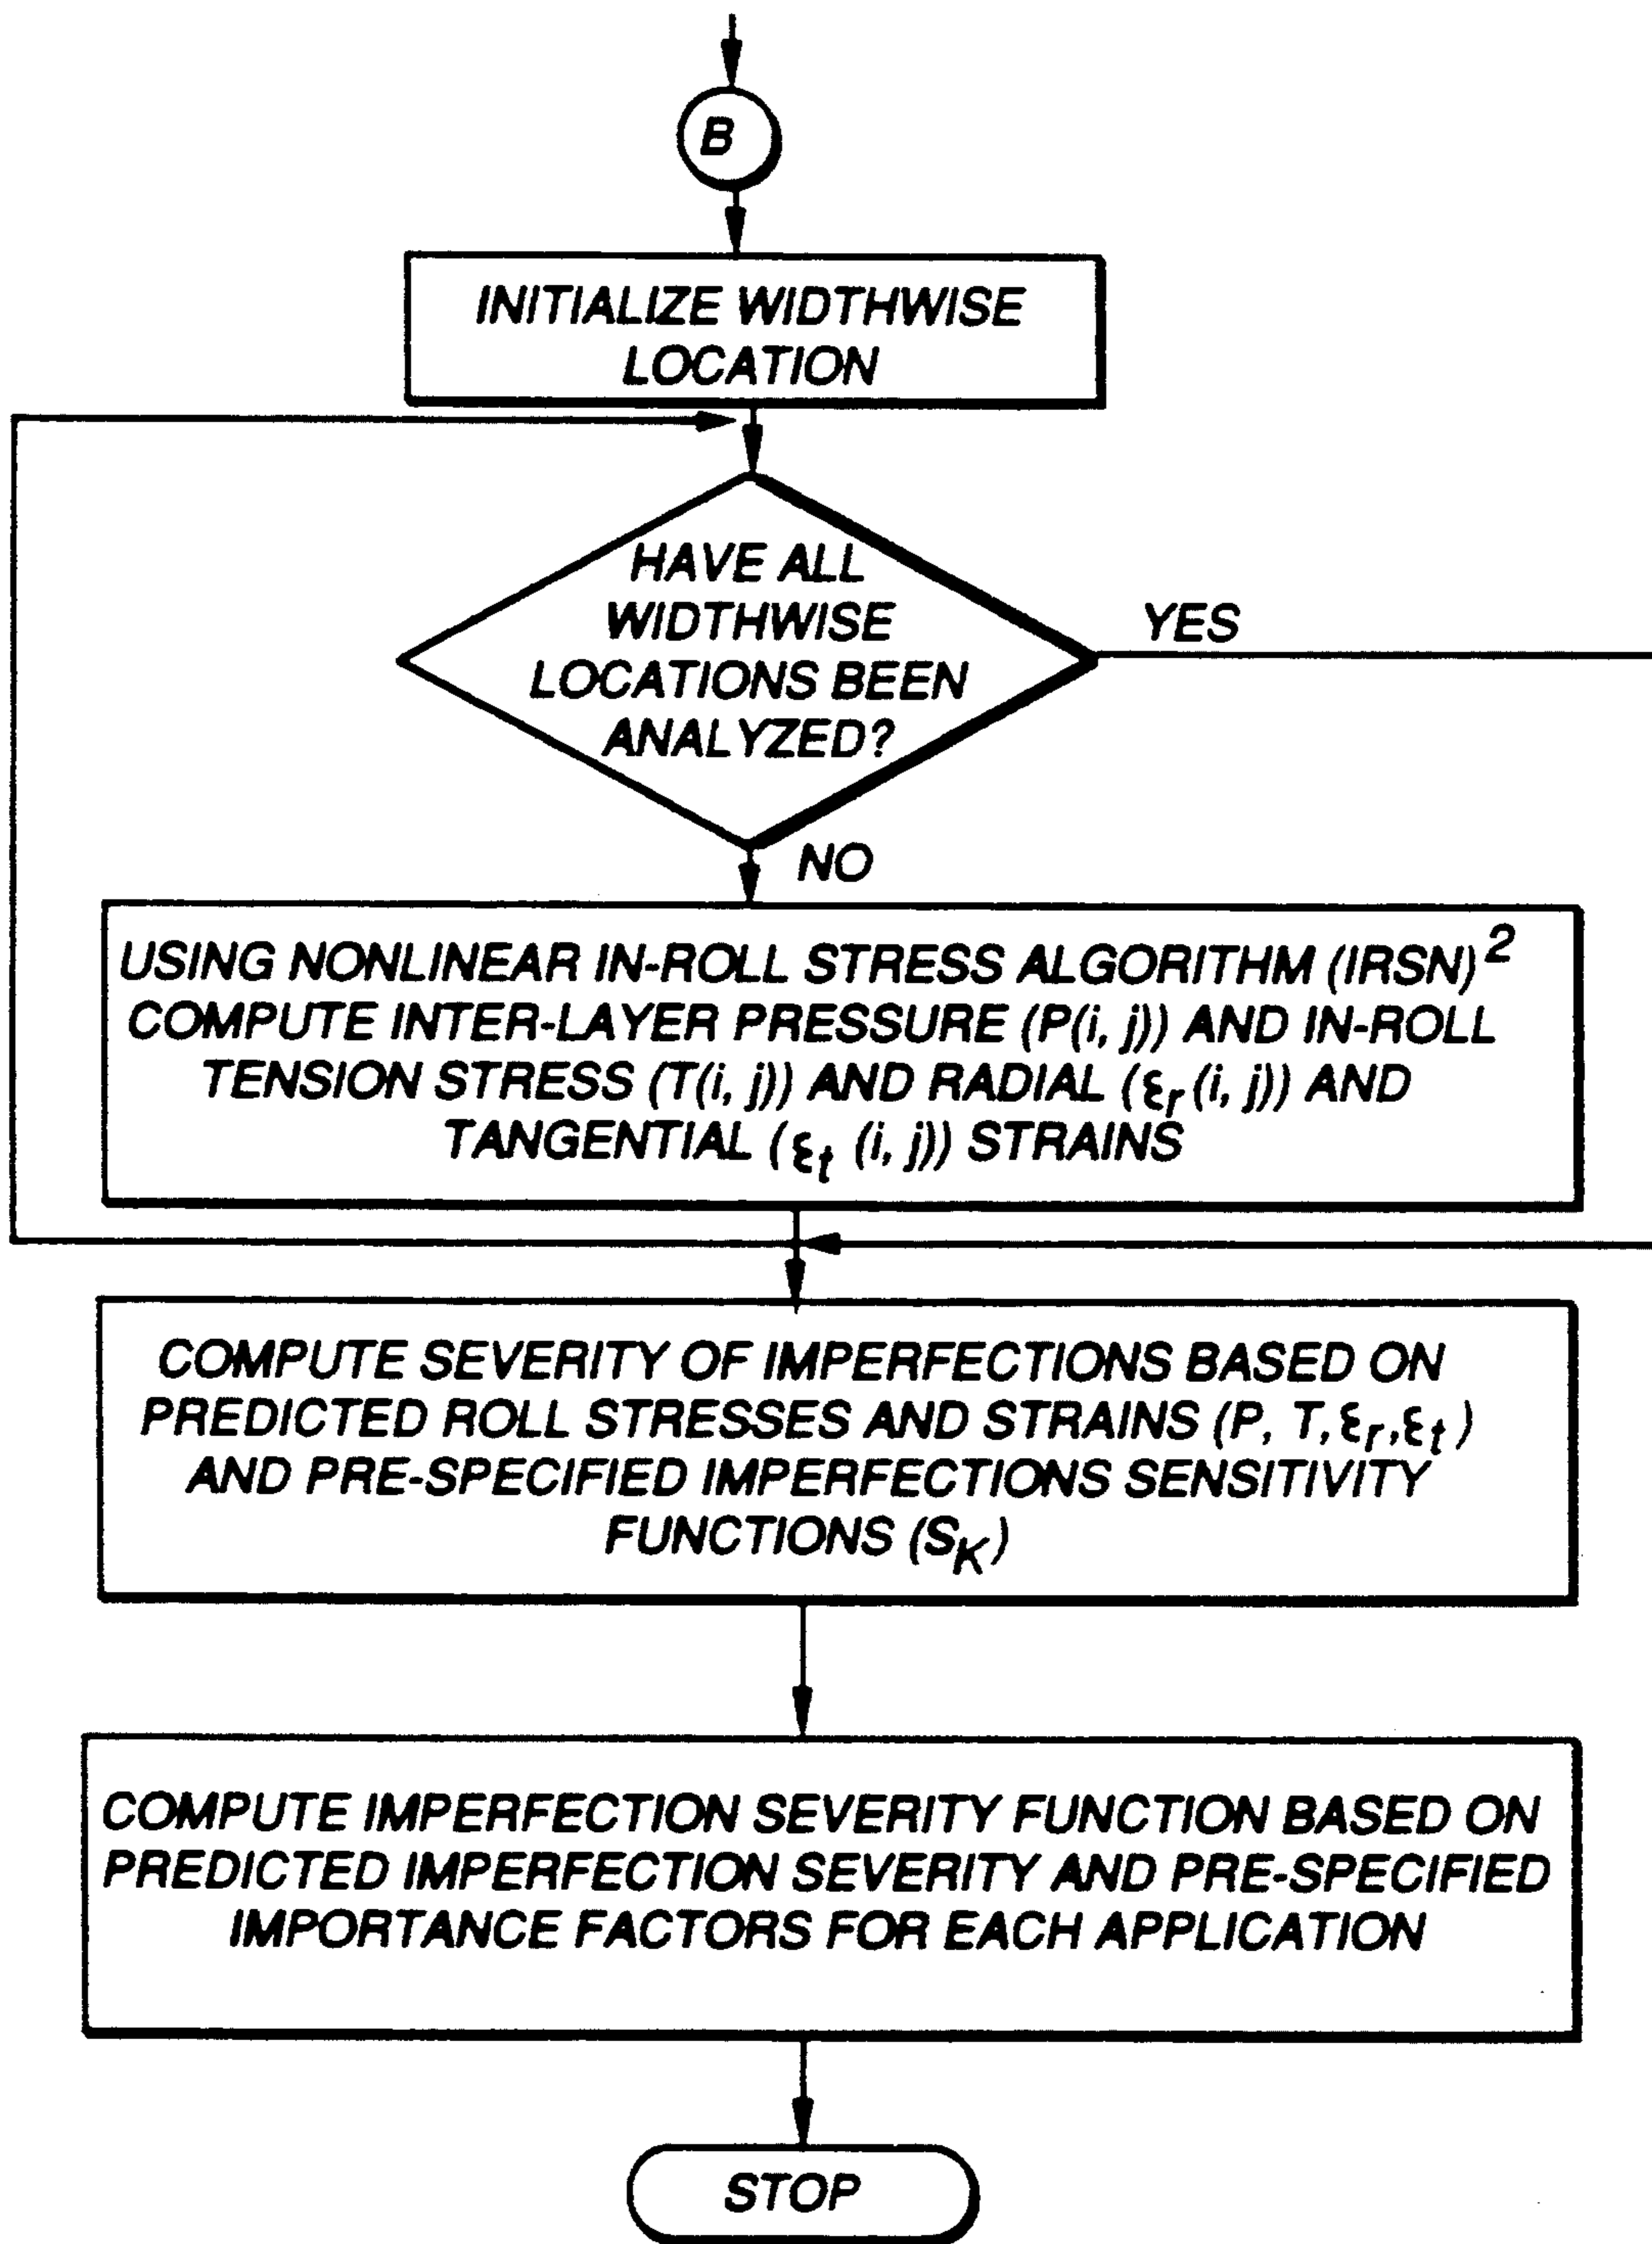 B
INITIALIZE WIDTHWISE
LOCATION
HAVE ALL
WIDTHWISE
LOCATIONS BEEN
ANALYZED?
YES
NO
USING NONLINEAR IN-ROLL STRESS ALGORITHM (IRSN)²
COMPUTE INTER-LAYER PRESSURE (P(i, j)) AND IN-ROLL
TENSION STRESS (T(i, j)) AND RADIAL (εr (i, j)) AND
TANGENTIAL (εt (i, j)) STRAINS
COMPUTE SEVERITY OF IMPERFECTIONS BASED ON
PREDICTED ROLL STRESSES AND STRAINS (P, T, εr, εt )
AND PRE-SPECIFIED IMPERFECTIONS SENSITIVITY
FUNCTIONS (SK)
COMPUTE IMPERFECTION SEVERITY FUNCTION BASED ON
PREDICTED IMPERFECTION SEVERITY AND PRE-SPECIFIED
IMPORTANCE FACTORS FOR EACH APPLICATION
STOP